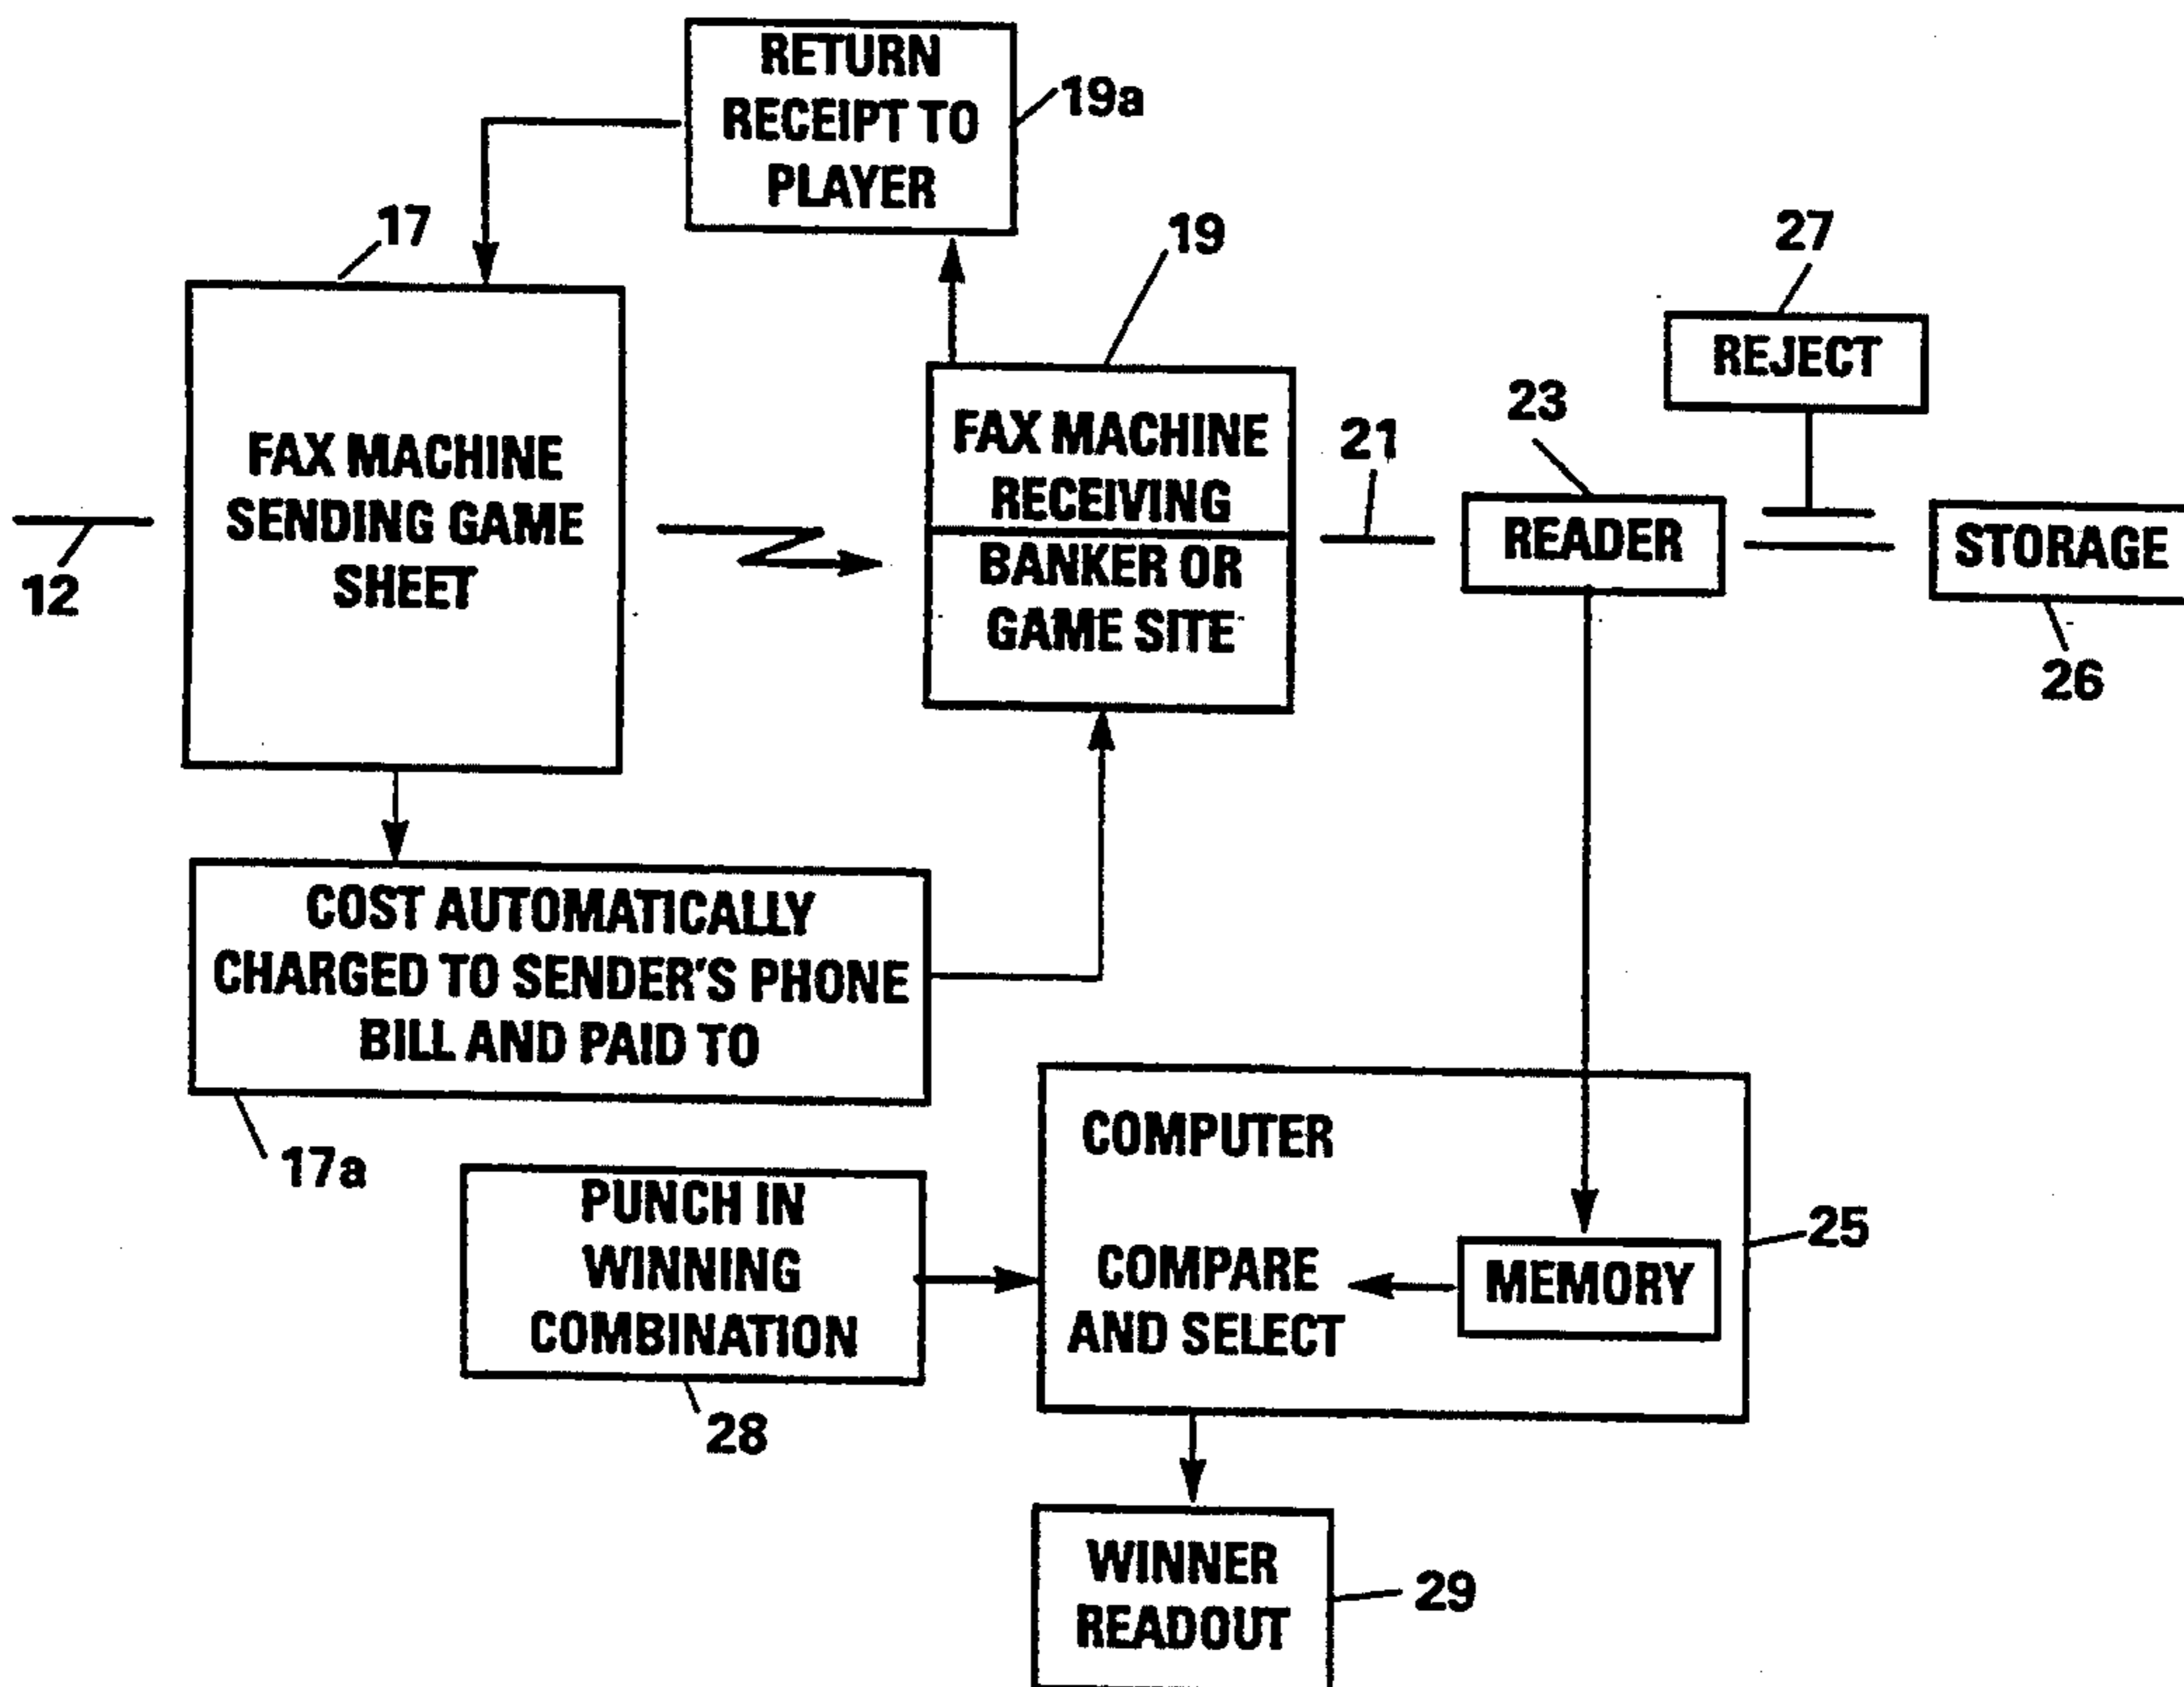 RETURN
RECEIPT TO
PLAYER
19a
17
19
27
REJECT
FAX MACHINE
SENDING GAME
SHEET
12
FAX MACHINE
RECEIVING
BANKER OR
GAME SITE
21
23
READER
STORAGE
26
COST AUTOMATICALLY
CHARGED TO SENDER'S PHONE
BILL AND PAID TO
17a
PUNCH IN
WINNING
COMBINATION
28
COMPUTER
COMPARE
AND SELECT
MEMORY
25
WINNER
READOUT
29